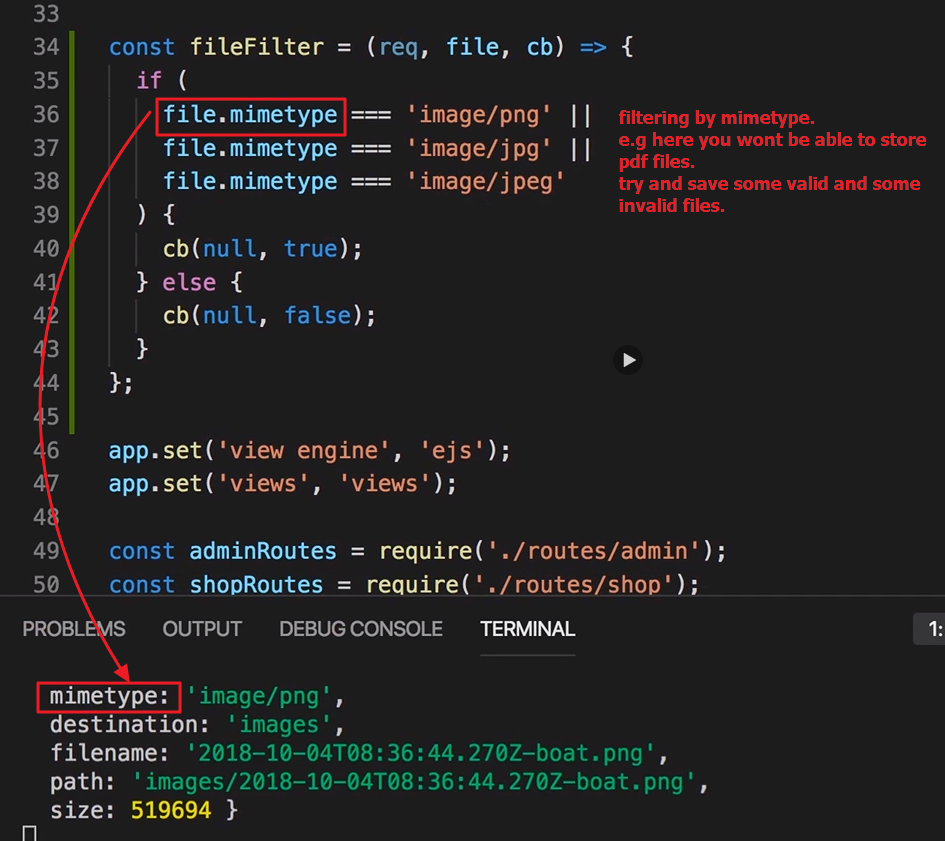 33
34 const fileFilter = (req, file, cb) => {
35 if (
36 file.mimetype === 'image/png' ||
37 file.mimetype === 'image/jpg' ||
38 file.mimetype === 'image/jpeg'
39 ) {
40 cb(null, true);
41 } else {
42 cb(null, false);
43 }
44 };
45
46 app.set('view engine', 'ejs');
47 app.set('views', 'views');
48
49 const adminRoutes = require('./routes/admin');
50 const shopRoutes = require('./routes/shop');
filtering by mimetype.
e.g here you wont be able to store
pdf files.
try and save some valid and some
invalid files.
PROBLEMS OUTPUT DEBUG CONSOLE TERMINAL 1:
mimetype: 'image/png',
destination: 'images',
filename: '2018-10-04T08:36:44.270Z-boat.png',
path: 'images/2018-10-04T08:36:44.270Z-boat.png',
size: 519694 }